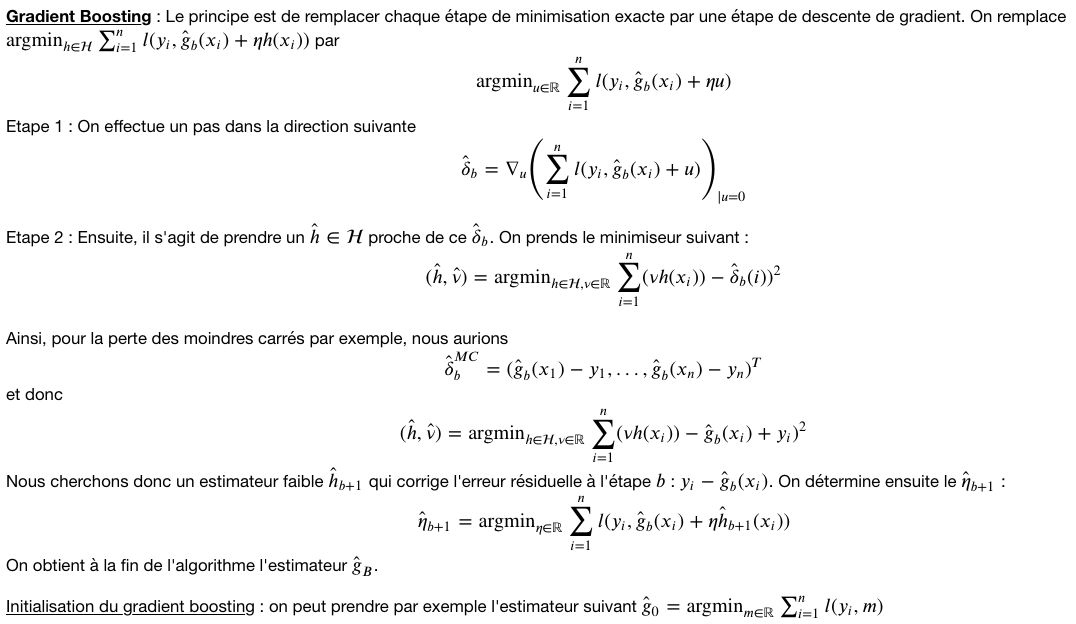 Gradient Boosting : Le principe est de remplacer chaque étape de minimisation exacte par une étape de descente de gradient. On remplace
$\text{argmin}_{h \in \mathcal{H}} \sum_{i=1}^{n} l(y_i, \hat{g}_b(x_i) + \eta h(x_i))$ par
$\text{argmin}_{u \in \mathbb{R}} \sum_{i=1}^{n} l(y_i, \hat{g}_b(x_i) + \eta u)$
Etape 1 : On effectue un pas dans la direction suivante
$\hat{\delta}_b = \nabla_u \left( \sum_{i=1}^{n} l(y_i, \hat{g}_b(x_i) + u) \right)_{|u=0}$
Etape 2 : Ensuite, il s'agit de prendre un $\hat{h} \in \mathcal{H}$ proche de ce $\hat{\delta}_b$. On prends le minimiseur suivant :
$(\hat{h}, \hat{\nu}) = \text{argmin}_{h \in \mathcal{H}, \nu \in \mathbb{R}} \sum_{i=1}^{n} (\nu h(x_i)) - \hat{\delta}_b(i))^2$
Ainsi, pour la perte des moindres carrés par exemple, nous aurions
$\hat{\delta}_b^{MC} = (\hat{g}_b(x_1) - y_1, \ldots, \hat{g}_b(x_n) - y_n)^T$
et donc
$(\hat{h}, \hat{\nu}) = \text{argmin}_{h \in \mathcal{H}, \nu \in \mathbb{R}} \sum_{i=1}^{n} (\nu h(x_i)) - \hat{g}_b(x_i) + y_i)^2$
Nous cherchons donc un estimateur faible $\hat{h}_{b+1}$ qui corrige l'erreur résiduelle à l'étape $b : y_i - \hat{g}_b(x_i)$. On détermine ensuite le $\hat{\eta}_{b+1}$ :
$\hat{\eta}_{b+1} = \text{argmin}_{\eta \in \mathbb{R}} \sum_{i=1}^{n} l(y_i, \hat{g}_b(x_i) + \eta \hat{h}_{b+1}(x_i))$
On obtient à la fin de l'algorithme l'estimateur $\hat{g}_B$.
Initialisation du gradient boosting : on peut prendre par exemple l'estimateur suivant $\hat{g}_0 = \text{argmin}_{m \in \mathbb{R}} \sum_{i=1}^{n} l(y_i, m)$